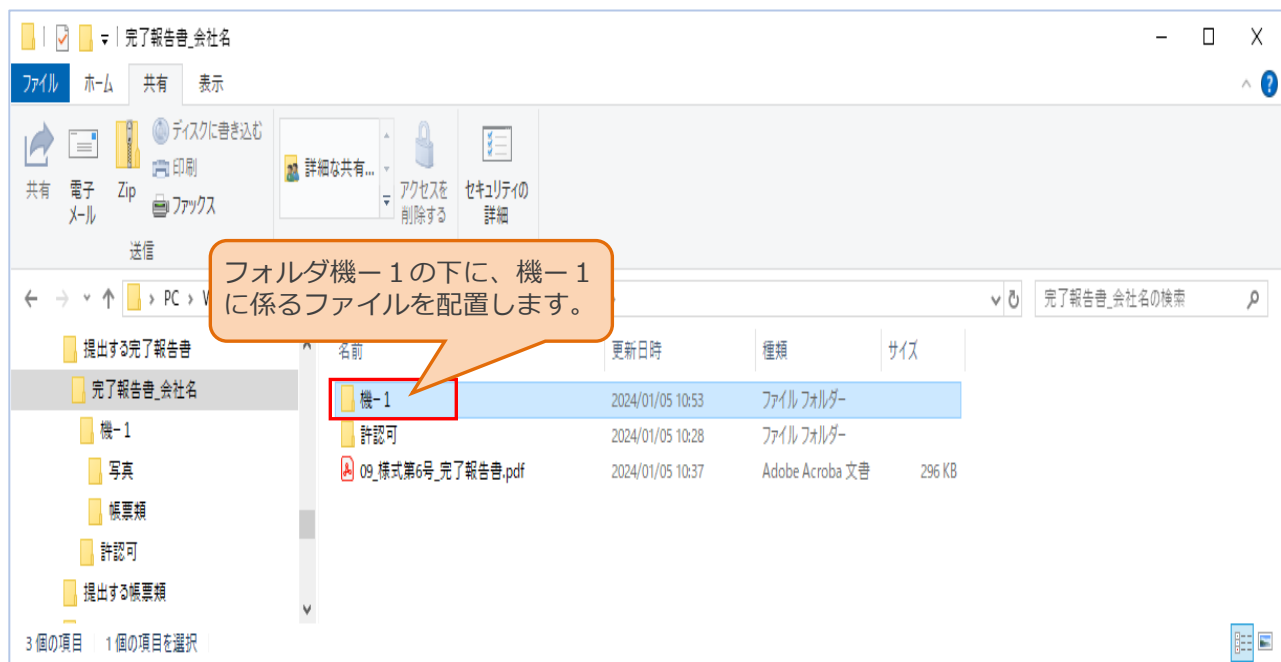 完了報告書_会社名
ファイル ホーム 共有 表示
共有
電子
メール
Zip
ディスクに書き込む
印刷
ファックス
送信
詳細な共有...
アクセスを
削除する
セキュリティの
詳細
フォルダ機ー１の下に、機ー１
に係るファイルを配置します。
PC
完了報告書_会社名の検索
提出する完了報告書
完了報告書_会社名
機-1
写真
帳票類
許認可
提出する帳票類
名前 更新日時 種類 サイズ
機-1 2024/01/05 10:53 ファイル フォルダー
許認可 2024/01/05 10:28 ファイル フォルダー
09_様式第6号_完了報告書.pdf 2024/01/05 10:37 Adobe Acroba 文書 296 KB
3 個の項目 1 個の項目を選択